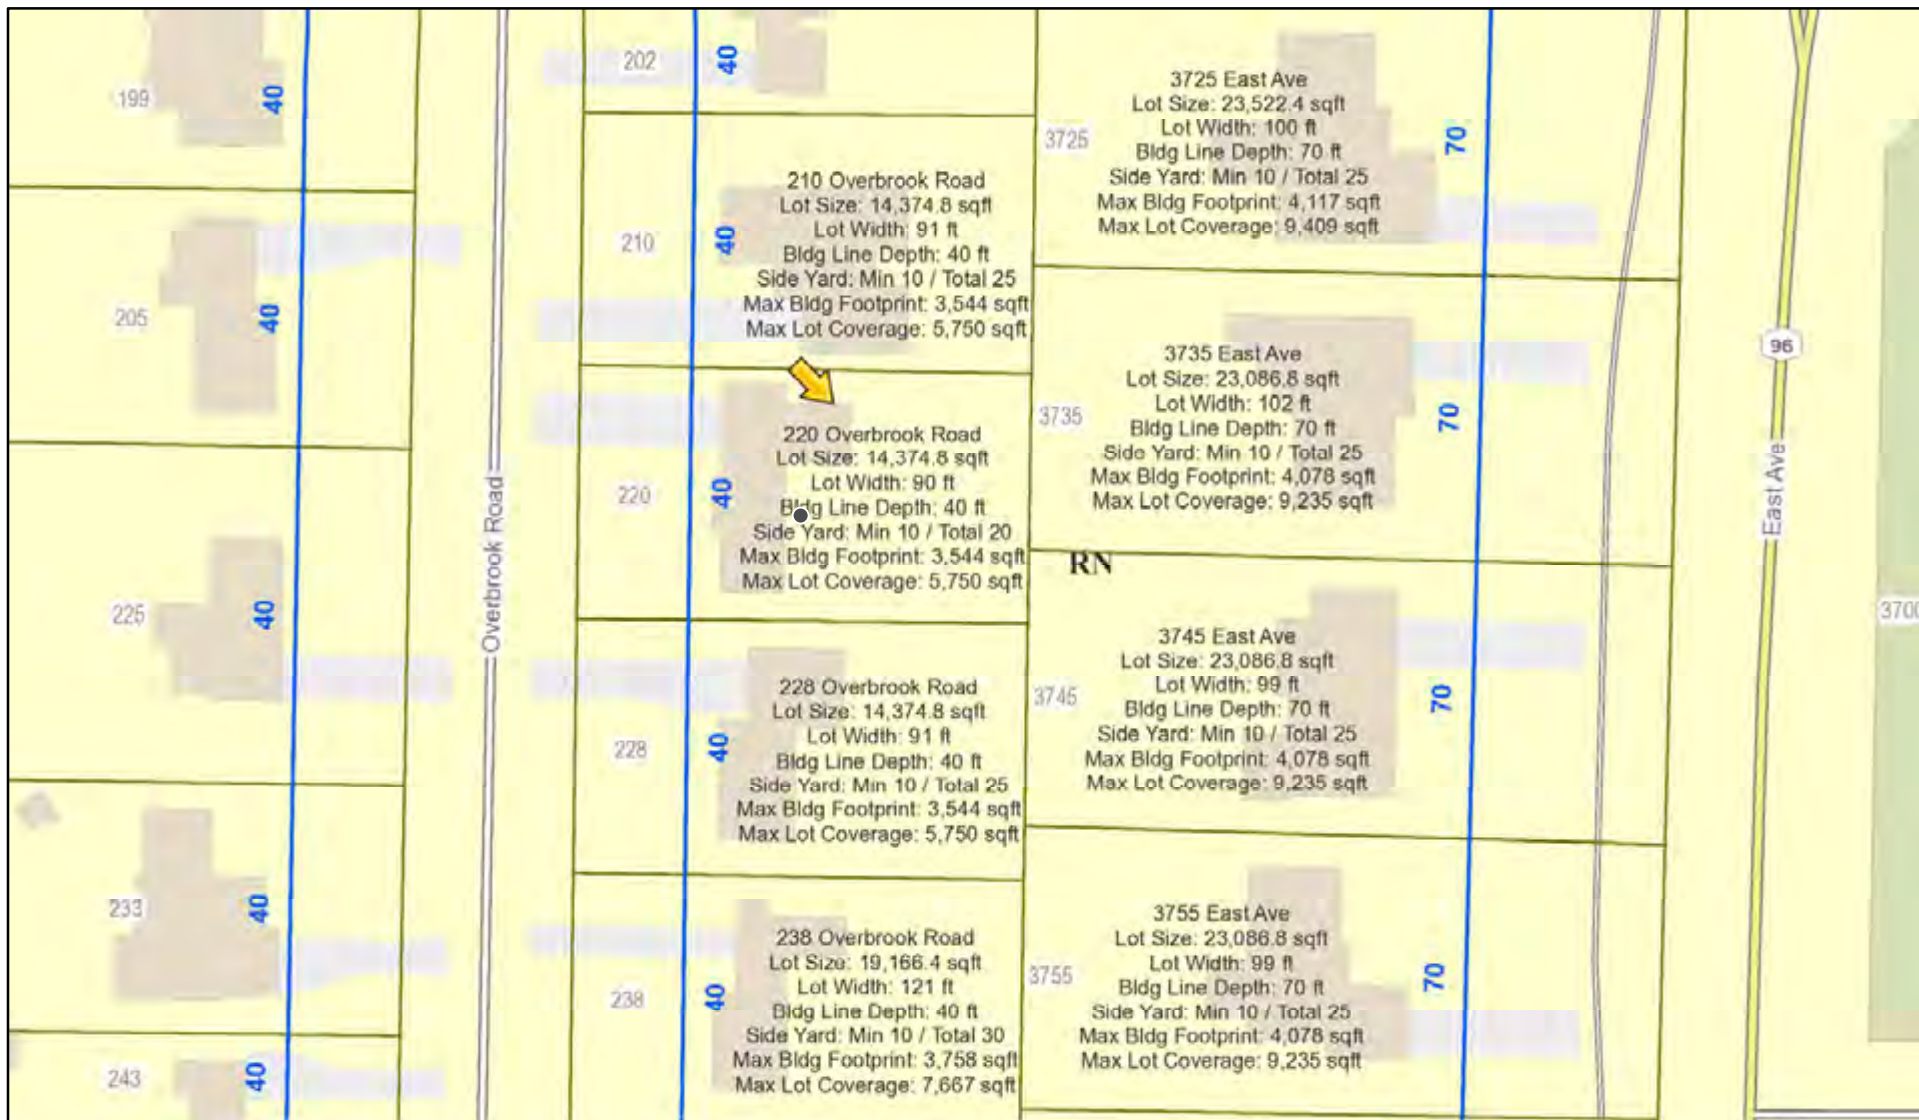 199
40
205
40
225
40
233
40
243
40
Overbrook Road
202
40
210
40
210 Overbrook Road
Lot Size: 14,374.8 sqft
Lot Width: 91 ft
Bldg Line Depth: 40 ft
Side Yard: Min 10 / Total 25
Max Bldg Footprint: 3,544 sqft
Max Lot Coverage: 5,750 sqft
220
40
220 Overbrook Road
Lot Size: 14,374.8 sqft
Lot Width: 90 ft
Bldg Line Depth: 40 ft
Side Yard: Min 10 / Total 20
Max Bldg Footprint: 3,544 sqft
Max Lot Coverage: 5,750 sqft
228
40
228 Overbrook Road
Lot Size: 14,374.8 sqft
Lot Width: 91 ft
Bldg Line Depth: 40 ft
Side Yard: Min 10 / Total 25
Max Bldg Footprint: 3,544 sqft
Max Lot Coverage: 5,750 sqft
238
40
238 Overbrook Road
Lot Size: 19,166.4 sqft
Lot Width: 121 ft
Bldg Line Depth: 40 ft
Side Yard: Min 10 / Total 30
Max Bldg Footprint: 3,758 sqft
Max Lot Coverage: 7,667 sqft
3725
3725 East Ave
Lot Size: 23,522.4 sqft
Lot Width: 100 ft
Bldg Line Depth: 70 ft
Side Yard: Min 10 / Total 25
Max Bldg Footprint: 4,117 sqft
Max Lot Coverage: 9,409 sqft
70
3735
3735 East Ave
Lot Size: 23,086.8 sqft
Lot Width: 102 ft
Bldg Line Depth: 70 ft
Side Yard: Min 10 / Total 25
Max Bldg Footprint: 4,078 sqft
Max Lot Coverage: 9,235 sqft
70
RN
3745
3745 East Ave
Lot Size: 23,086.8 sqft
Lot Width: 99 ft
Bldg Line Depth: 70 ft
Side Yard: Min 10 / Total 25
Max Bldg Footprint: 4,078 sqft
Max Lot Coverage: 9,235 sqft
70
3755
3755 East Ave
Lot Size: 23,086.8 sqft
Lot Width: 99 ft
Bldg Line Depth: 70 ft
Side Yard: Min 10 / Total 25
Max Bldg Footprint: 4,078 sqft
Max Lot Coverage: 9,235 sqft
70
96
East Ave
3700